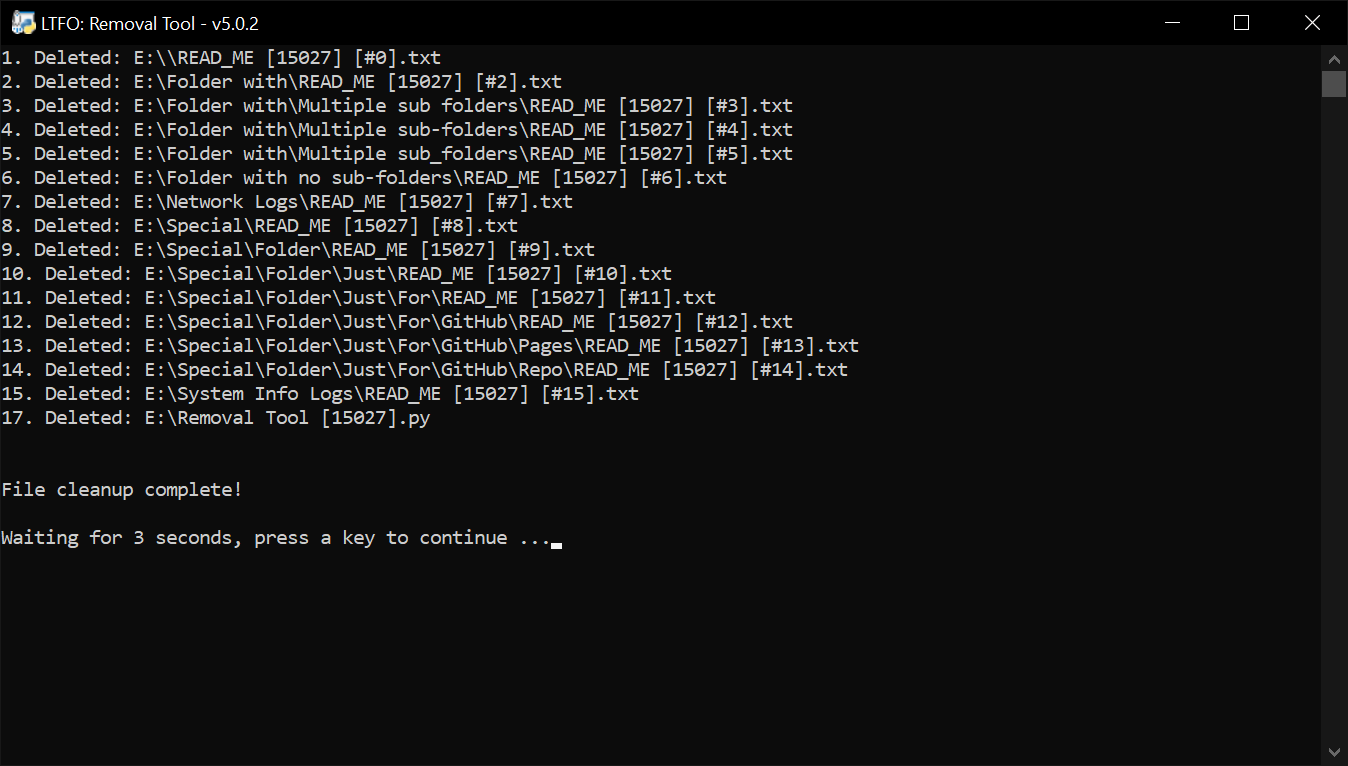 LTFO: Removal Tool - v5.0.2
1. Deleted: E:\\READ_ME [15027] [#0].txt
2. Deleted: E:\Folder with\READ_ME [15027] [#2].txt
3. Deleted: E:\Folder with\Multiple sub folders\READ_ME [15027] [#3].txt
4. Deleted: E:\Folder with\Multiple sub-folders\READ_ME [15027] [#4].txt
5. Deleted: E:\Folder with\Multiple sub_folders\READ_ME [15027] [#5].txt
6. Deleted: E:\Folder with no sub-folders\READ_ME [15027] [#6].txt
7. Deleted: E:\Network Logs\READ_ME [15027] [#7].txt
8. Deleted: E:\Special\READ_ME [15027] [#8].txt
9. Deleted: E:\Special\Folder\READ_ME [15027] [#9].txt
10. Deleted: E:\Special\Folder\Just\READ_ME [15027] [#10].txt
11. Deleted: E:\Special\Folder\Just\For\READ_ME [15027] [#11].txt
12. Deleted: E:\Special\Folder\Just\For\GitHub\READ_ME [15027] [#12].txt
13. Deleted: E:\Special\Folder\Just\For\GitHub\Pages\READ_ME [15027] [#13].txt
14. Deleted: E:\Special\Folder\Just\For\GitHub\Repo\READ_ME [15027] [#14].txt
15. Deleted: E:\System Info Logs\READ_ME [15027] [#15].txt
17. Deleted: E:\Removal Tool [15027].py
File cleanup complete!
Waiting for 3 seconds, press a key to continue ...